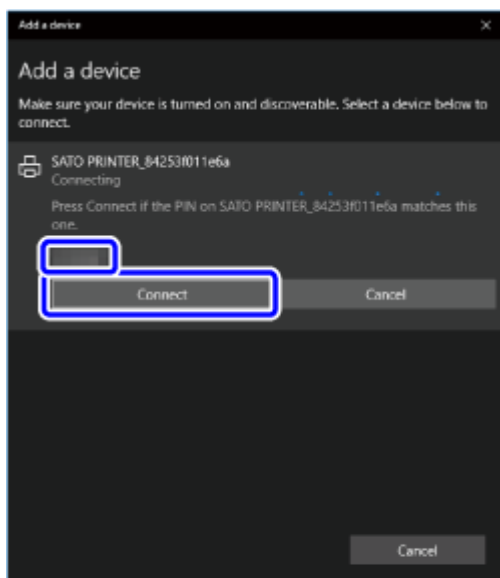 Add a device
Add a device
Make sure your device is turned on and discoverable. Select a device below to
connect.
SATO PRINTER_84253f011e6a
Connecting
Press Connect if the PIN on SATO PRINTER_84253f011e6a matches this
one.
Connect Cancel
Cancel